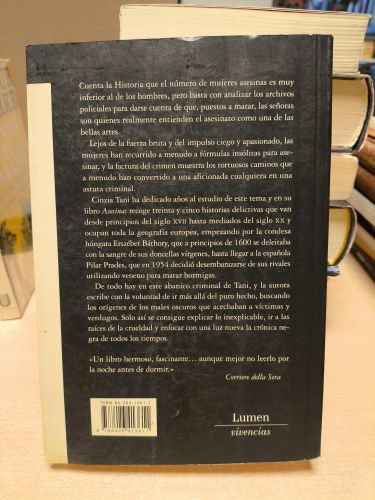 Cuenta la Historia que el número de mujeres asesinas es muy
inferior al de los hombres, pero basta con analizar los archivos
policiales para darse cuenta de que, puestos a matar, las señoras
son quienes realmente entienden el asesinato como una de las
bellas artes.
Lejos de la fuerza bruta y del impulso ciego y apasionado, las
mujeres han recurrido a menudo a fórmulas insólitas para ase-
sinar, y la factura del crimen muestra los tortuosos caminos que
a menudo han convertido a una aficionada cualquiera en una
astuta criminal.
Cinzia Tani ha dedicado años al estudio de este tema y en su
libro Asesinas recoge treinta y cinco historias delictivas que van
desde principios del siglo XVII hasta mediados del siglo XX y
ocupan toda la geografía europea, empezando por la condesa
húngara Erszébet Báthory, que a principios de 1600 se deleitaba
con la sangre de sus doncellas vírgenes, hasta llegar a la española
Pilar Prades, que en 1954 decidió desembarazarse de sus rivales
utilizando veneno para matar hormigas.
De todo hay en este abanico criminal de Tani, y la autora
escribe con la voluntad de ir más allá del puro hecho, buscando
los orígenes de los males oscuros que acechaban a víctimas y
verdugos. Solo así se consigue explicar lo inexplicable, ir a las
raíces de la crueldad y enfocar con una luz nueva la crónica ne-
gra de todos los tiempos.
«Un libro hermoso, fascinante… aunque mejor no leerlo por la
noche antes de dormir.»
Corriere della Sera
Lumen
vivencias